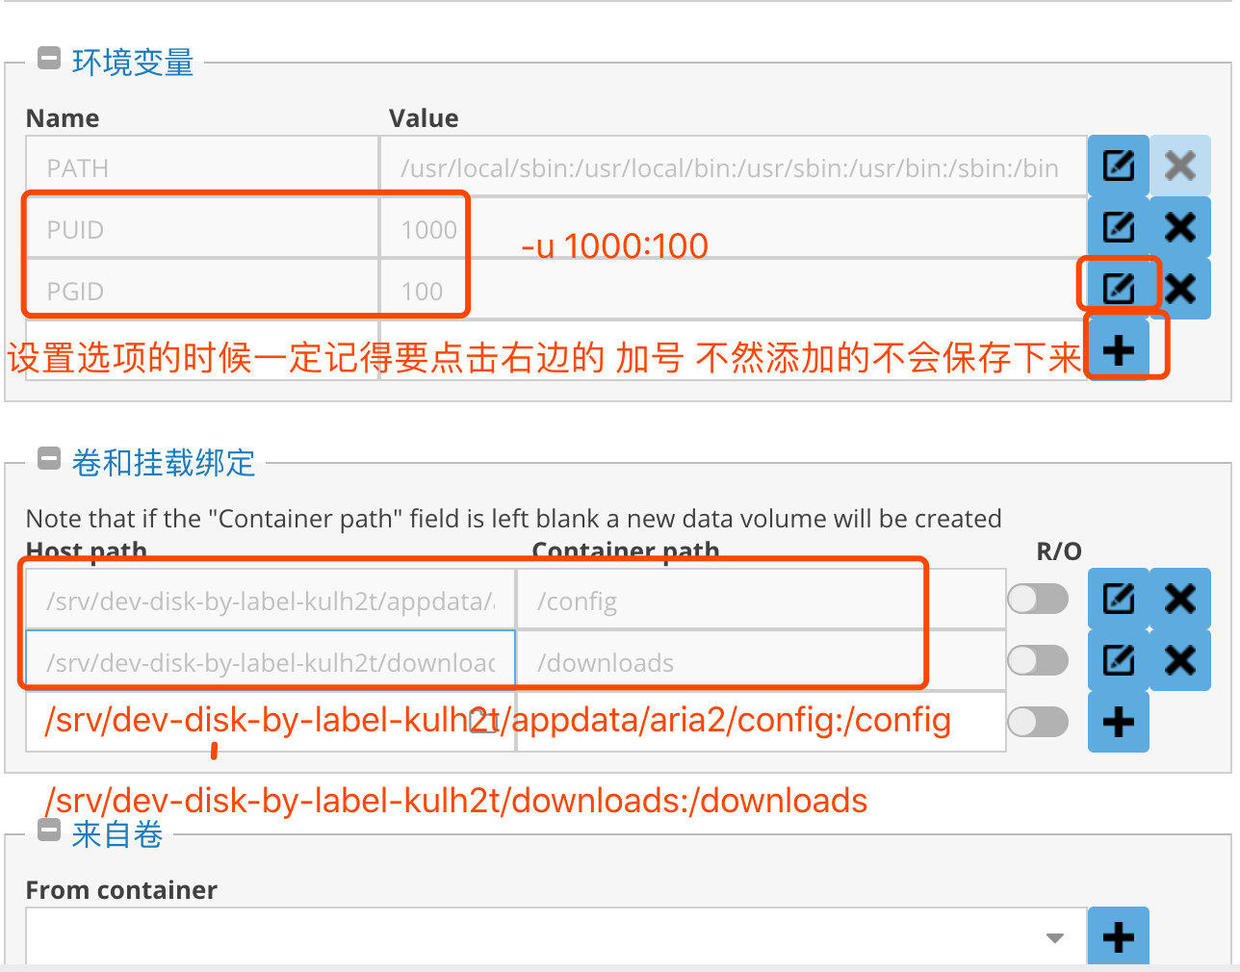 环境变量
Name Value
PATH /usr/local/sbin:/usr/local/bin:/usr/sbin:/usr/bin:/sbin:/bin
PUID 1000
-u 1000:100
PGID 100
设置选项的时候一定记得要点击右边的 加号 不然添加的不会保存下来
卷和挂载绑定
Note that if the "Container path" field is left blank a new data volume will be created
Host path Container path R/O
/srv/dev-disk-by-label-kulh2t/appdata/ /config
/srv/dev-disk-by-label-kulh2t/downloac /downloads
/srv/dev-disk-by-label-kulh2t/appdata/aria2/config:/config
/srv/dev-disk-by-label-kulh2t/downloads:/downloads
来自卷
From container